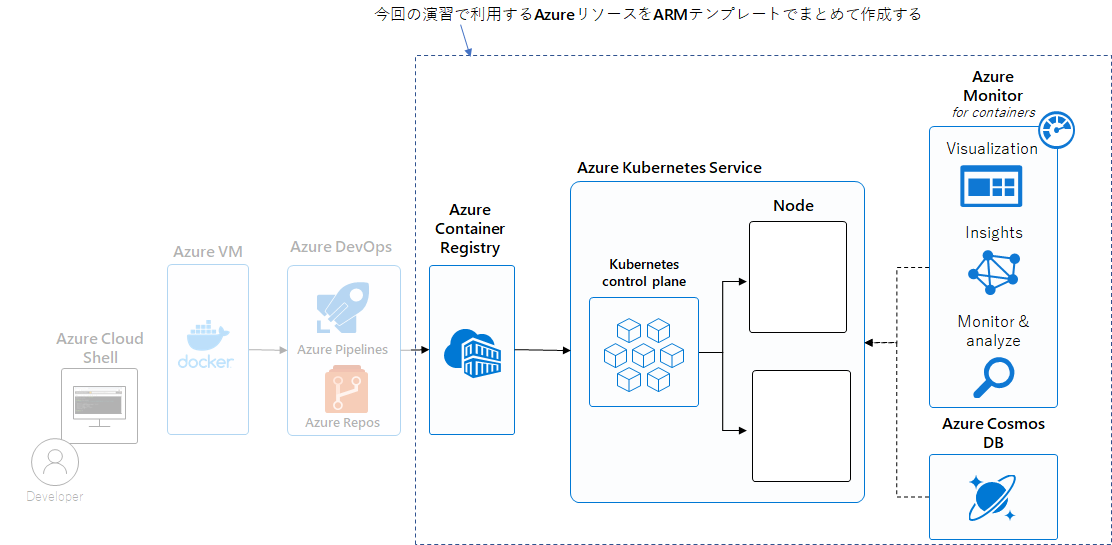 今回の演習で利用するAzureリソースをARMテンプレートでまとめて作成する
Azure
Monitor
for containers
Visualization
Insights
Monitor &
analyze
Azure Kubernetes Service
Node
Kubernetes
control plane
Azure
Container
Registry
Azure DevOps
Azure Pipelines
Azure Repos
Azure VM
docker
Azure Cloud
Shell
Developer
Azure Cosmos
DB